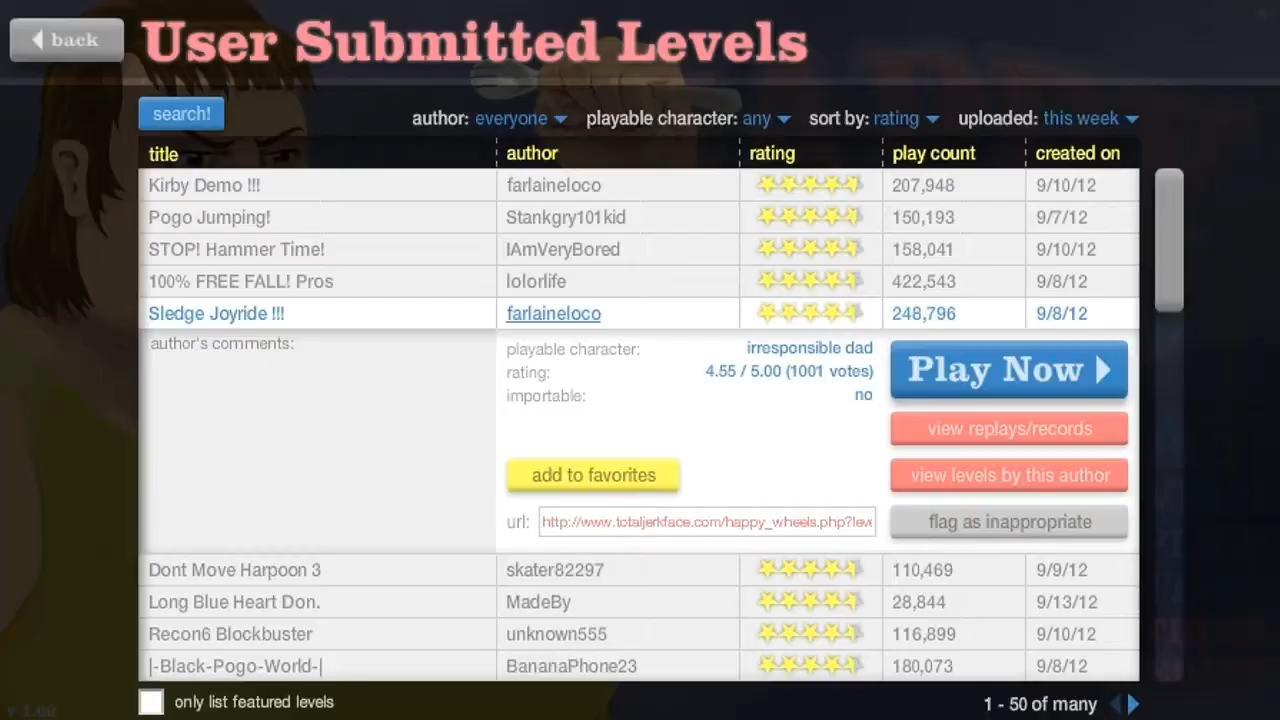 back
User Submitted Levels
search!
author: everyone playable character: any sort by: rating uploaded: this week
title author rating play count created on
Kirby Demo !!! farlaineloco 207,948 9/10/12
Pogo Jumping! Stankgry101kid 150,193 9/7/12
STOP! Hammer Time! IAmVeryBored 158,041 9/10/12
100% FREE FALL! Pros lolorlife 422,543 9/8/12
Sledge Joyride !!! farlaineloco 248,796 9/8/12
author's comments:
playable character: irresponsible dad
rating: 4.55 / 5.00 (1001 votes)
importable: no
Play Now
view replays/records
add to favorites
view levels by this author
url: http://www.totaljerkface.com/happy_wheels.php?leve
flag as inappropriate
Dont Move Harpoon 3 skater82297 110,469 9/9/12
Long Blue Heart Don. MadeBy 28,844 9/13/12
Recon6 Blockbuster unknown555 116,899 9/10/12
|-Black-Pogo-World-| BananaPhone23 180,073 9/8/12
only list featured levels
1 - 50 of many